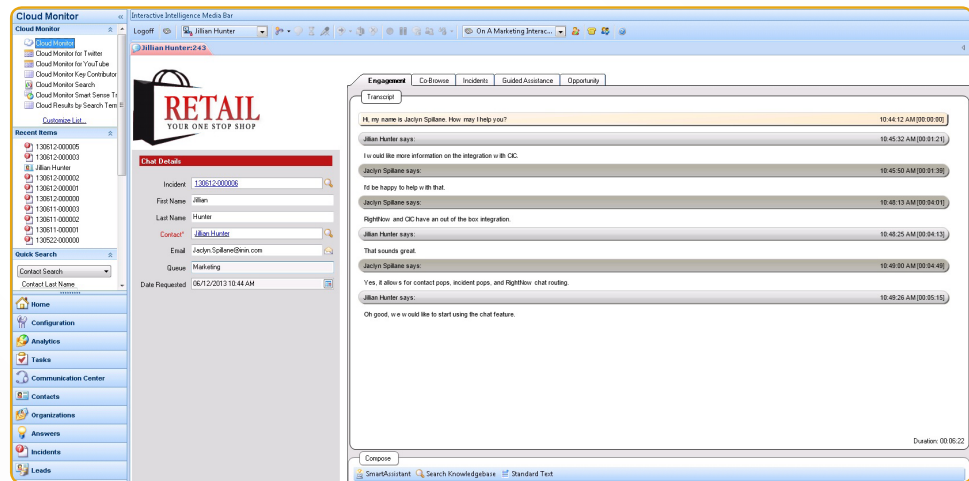 Cloud Monitor «
Cloud Monitor
Cloud Monitor
Cloud Monitor for Twitter
Cloud Monitor for YouTube
Cloud Monitor Key Contributor
Cloud Monitor Search
Cloud Monitor Smart Sense Tr
Cloud Results by Search Term
Customize List...
Recent Items
130612-000005
130612-000003
Jillian Hunter
130612-000002
130612-000001
130612-000000
130611-000003
130611-000002
130611-000001
130522-000000
Quick Search
Contact Search
Contact Last Name
Home
Configuration
Analytics
Tasks
Communication Center
Contacts
Organizations
Answers
Incidents
Leads
Interactive Intelligence Media Bar
Logoff Jillian Hunter On A Marketing Interac...
Jillian Hunter:243
RETAIL
YOUR ONE STOP SHOP
Chat Details
Incident 130612-000006
First Name Jillian
Last Name Hunter
Contact* Jillian Hunter
Email Jaclyn.Spillane@inin.com
Queue Marketing
Date Requested 06/12/2013 10:44 AM
Engagement Co-Browse Incidents Guided Assistance Opportunity
Transcript
Hi, my name is Jaclyn Spillane. How may I help you? 10:44:12 AM [00:00:00]
Jillian Hunter says: 10:45:32 AM [00:01:21]
I would like more information on the integration with CIC.
Jaclyn Spillane says: 10:45:50 AM [00:01:39]
I'd be happy to help with that.
Jaclyn Spillane says: 10:48:13 AM [00:04:01]
RightNow and CIC have an out of the box integration.
Jillian Hunter says: 10:48:25 AM [00:04:13]
That sounds great.
Jaclyn Spillane says: 10:49:00 AM [00:04:49]
Yes, it allows for contact pops, incident pops, and RightNow chat routing.
Jillian Hunter says: 10:49:26 AM [00:05:15]
Oh good, we would like to start using the chat feature.
Duration: 00:06:22
Compose
SmartAssistant Search Knowledgebase Standard Text